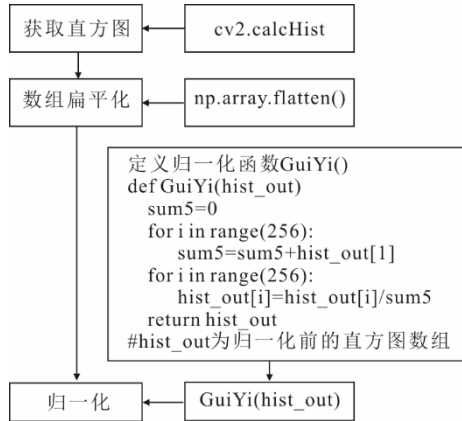 获取直方图
cv2.calcHist
数组扁平化
np.array.flatten()
定义归一化函数GuiYi()
def GuiYi(hist_out)
sum5=0
for i in range(256):
sum5=sum5+hist_out[1]
for i in range(256):
hist_out[i]=hist_out[i]/sum5
return hist_out
#hist_out为归一化前的直方图数组
归一化
GuiYi(hist_out)